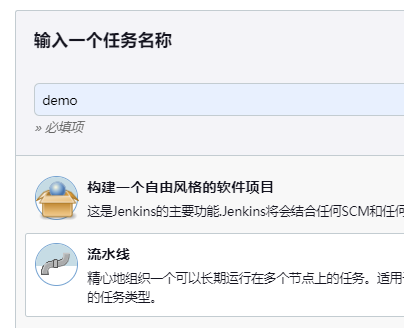 输入一个任务名称
demo
» 必填项
构建一个自由风格的软件项目
这是Jenkins的主要功能.Jenkins将会结合任何SCM和任何
流水线
精心地组织一个可以长期运行在多个节点上的任务。适用
的任务类型。